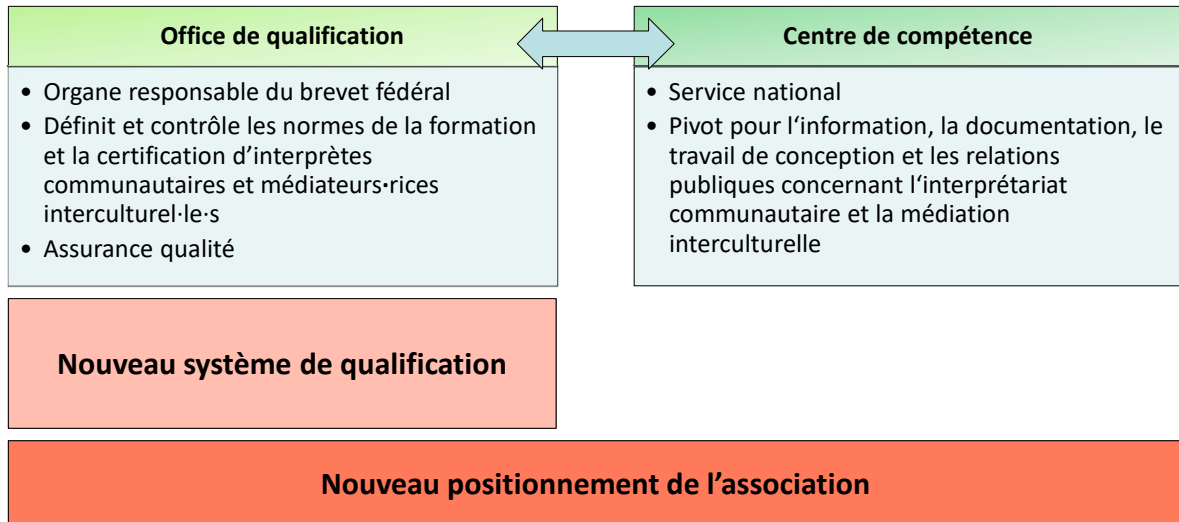 Office de qualification
• Organe responsable du brevet fédéral
• Définit et contrôle les normes de la formation
et la certification d’interprètes
communautaires et médiateurs·rices
interculturel·le·s
• Assurance qualité
Centre de compétence
• Service national
• Pivot pour l‘information, la documentation, le
travail de conception et les relations
publiques concernant l‘interprétariat
communautaire et la médiation
interculturelle
Nouveau système de qualification
Nouveau positionnement de l’association